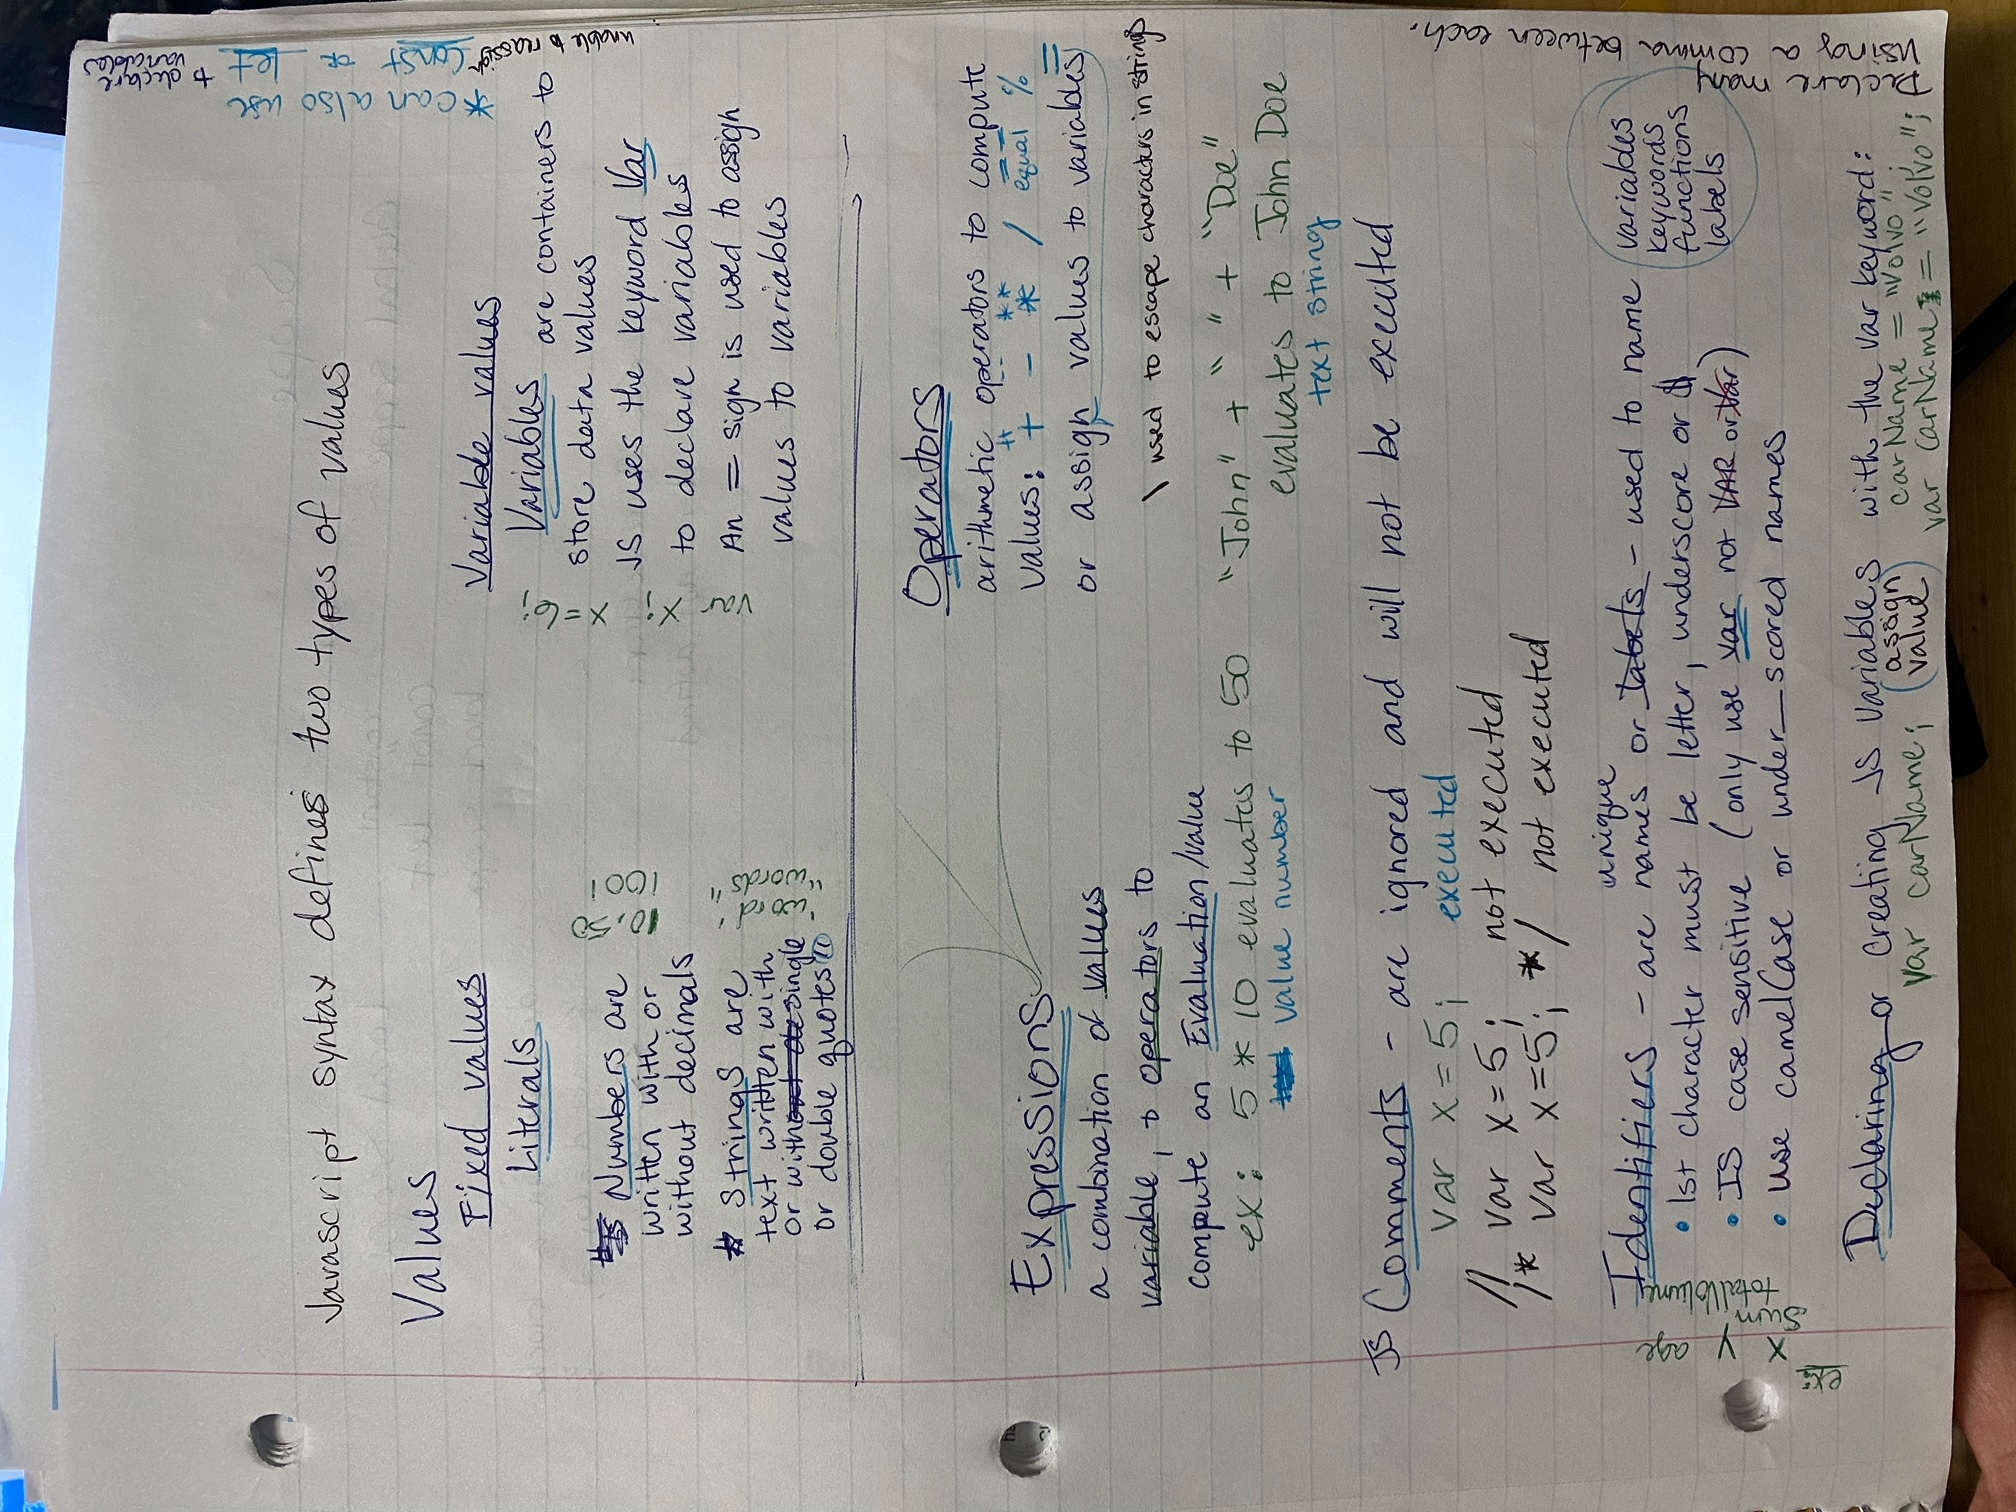 Javascript syntax defines two types of values
Values
Fixed values
Literals
Numbers are
written with or
without decimals
10.50
1001
Strings are
text written with
or with single
or double quotes
'word'
"words"
Variable values
Variables are containers to
store data values
JS uses the keyword Var
to declare variables
An = sign is used to assign
values to variables
var x; x=6;
*can also use
const or let to declare
variables
unable to reassign
Operators
arithmetic operators to compute
++ -- ** ==
values: + - * / equal %
or assign values to variables
\ used to escape characters in strings
Expressions
a combination of values
variable, & operators to
compute an Evaluation/value
ex: 5 * 10 evaluates to 50
value number
"John" + " " + "Doe"
evaluates to John Doe
text string
JS Comments - are ignored and will not be executed
var x = 5; executed
// var x = 5; not executed
/* var x=5; */ not executed
unique
Identifiers - are names or labels - used to name
variables
keywords
functions
labels
• 1st character must be letter, underscore or $
• IS case sensitive (only use var not VAR or Var)
• use camelCase or under_scored names
ex: x y age
Sum totalVolume
Declaring or creating JS variables with the var keyword:
var carName; (assign value) carName = "Volvo";
var carName = "Volvo";
Declare many
using a comma between each.